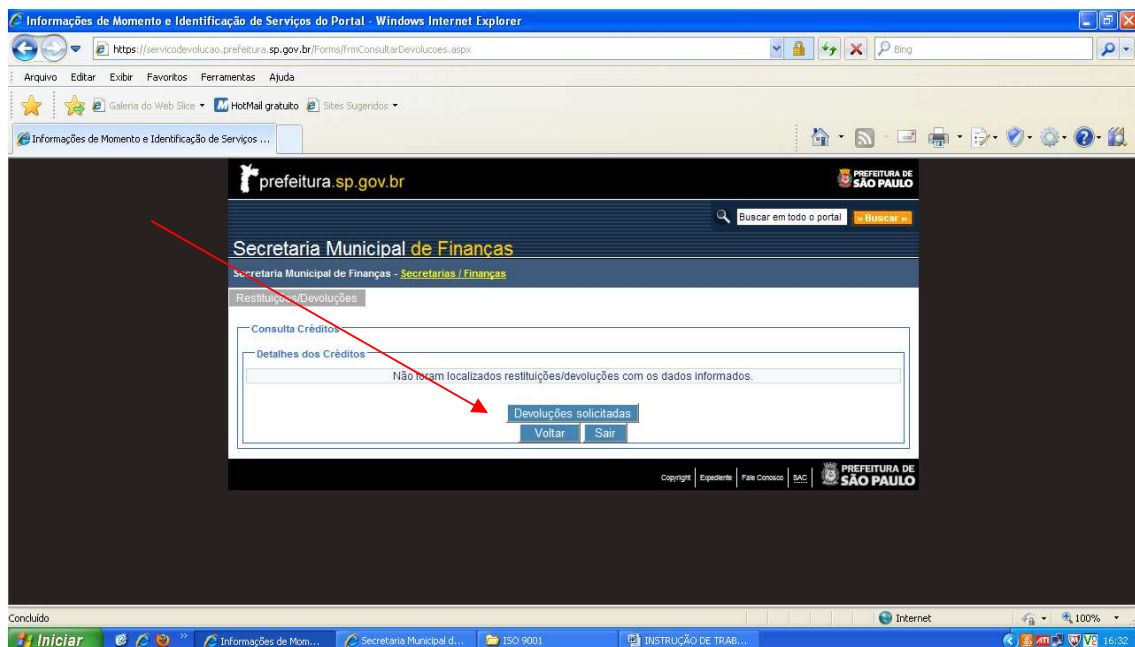 Informações de Momento e Identificação de Serviços do Portal - Windows Internet Explorer
https://servicodevolucao.prefeitura.sp.gov.br/Forms/frmConsultarDevolucoes.aspx
Bing
Arquivo Editar Exibir Favoritos Ferramentas Ajuda
Galeria do Web Slice HotMail gratuito Sites Sugeridos
Informações de Momento e Identificação de Serviços ...
prefeitura.sp.gov.br
PREFEITURA DE
SÃO PAULO
Buscar em todo o portal » Buscar »
Secretaria Municipal de Finanças
Secretaria Municipal de Finanças - Secretarias / Finanças
Restituições/Devoluções
Consulta Créditos
Detalhes dos Créditos
Não foram localizados restituições/devoluções com os dados informados.
Devoluções solicitadas
Voltar Sair
Copyright Expediente Fale Conosco SAC
PREFEITURA DE
SÃO PAULO
Concluído Internet 100%
Iniciar Informações de Mom... Secretaria Municipal d... ISO 9001 INSTRUÇÃO DE TRAB... 16:32